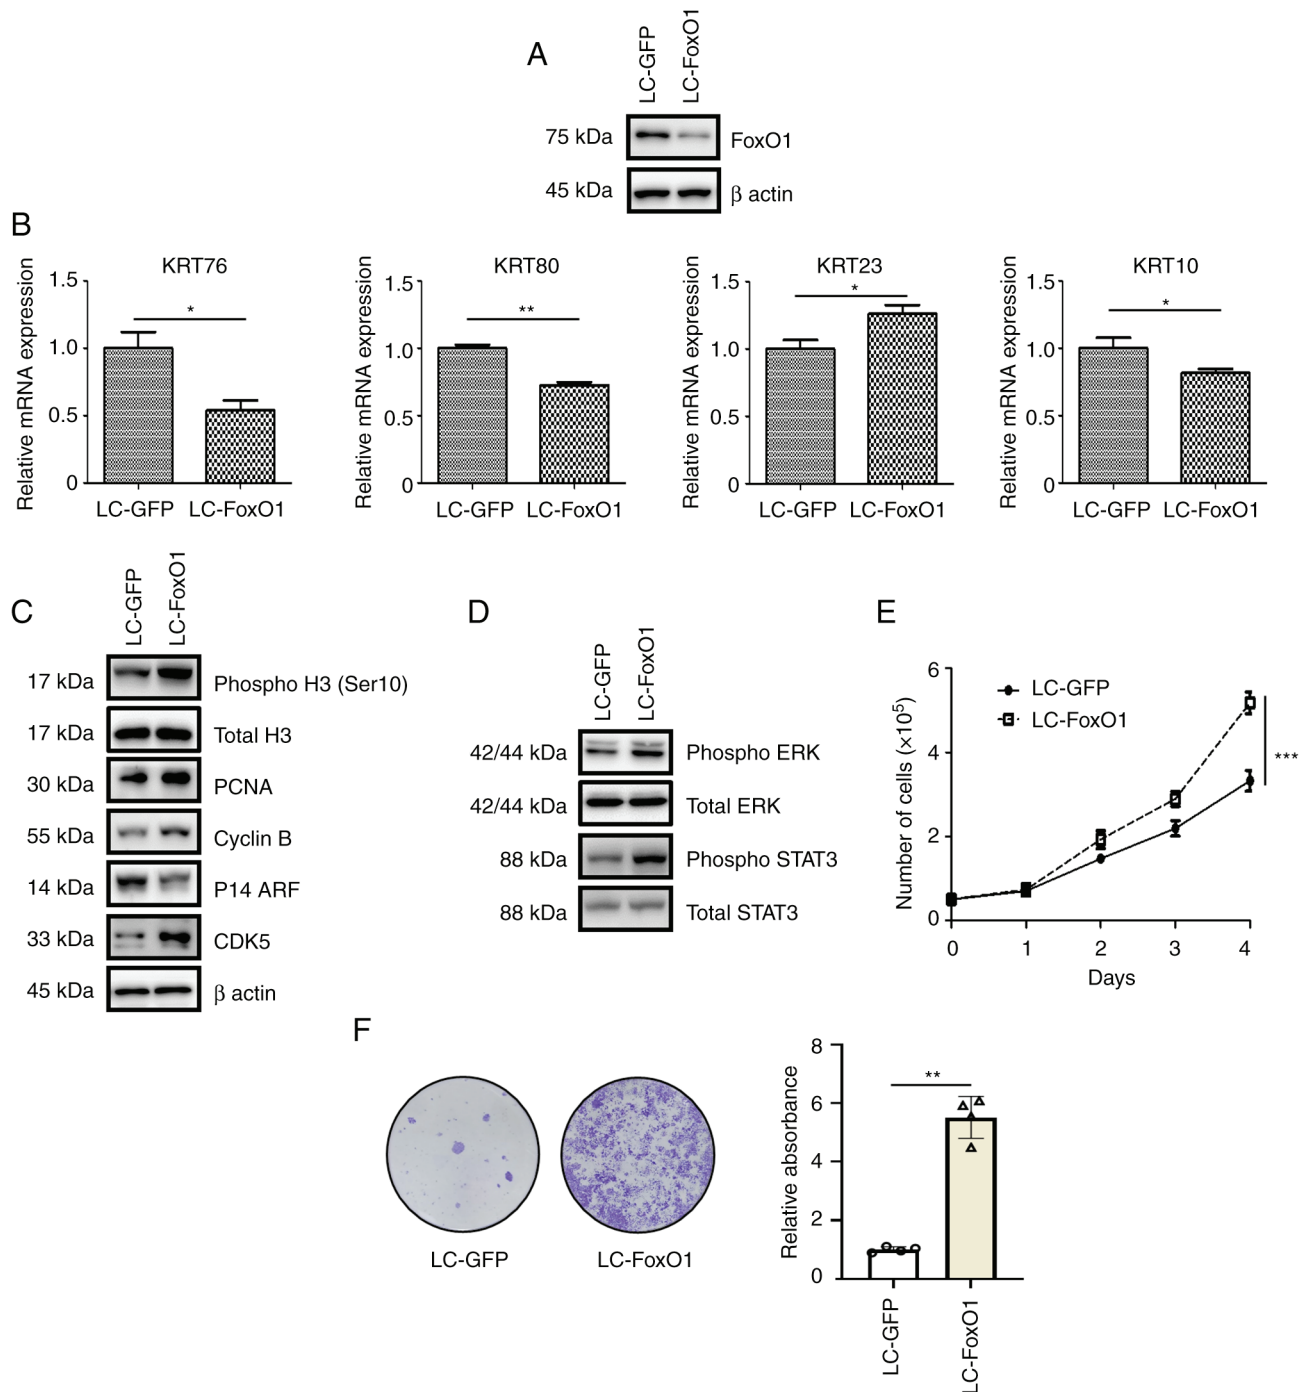 A
LC-GFP
LC-FoxO1
75 kDa
FoxO1
45 kDa
β actin
B
KRT76
Relative mRNA expression
1.5
1.0
0.5
0
*
LC-GFP LC-FoxO1
KRT80
Relative mRNA expression
1.5
1.0
0.5
0
**
LC-GFP LC-FoxO1
KRT23
Relative mRNA expression
1.5
1.0
0.5
0
*
LC-GFP LC-FoxO1
KRT10
Relative mRNA expression
1.5
1.0
0.5
0
*
LC-GFP LC-FoxO1
C
LC-GFP
LC-FoxO1
17 kDa
Phospho H3 (Ser10)
17 kDa
Total H3
30 kDa
PCNA
55 kDa
Cyclin B
14 kDa
P14 ARF
33 kDa
CDK5
45 kDa
β actin
D
LC-GFP
LC-FoxO1
42/44 kDa
Phospho ERK
42/44 kDa
Total ERK
88 kDa
Phospho STAT3
88 kDa
Total STAT3
E
Number of cells (×10⁵)
6
4
2
0
LC-GFP
LC-FoxO1
***
0 1 2 3 4
Days
F
LC-GFP
LC-FoxO1
Relative absorbance
8
6
4
2
0
**
LC-GFP
LC-FoxO1